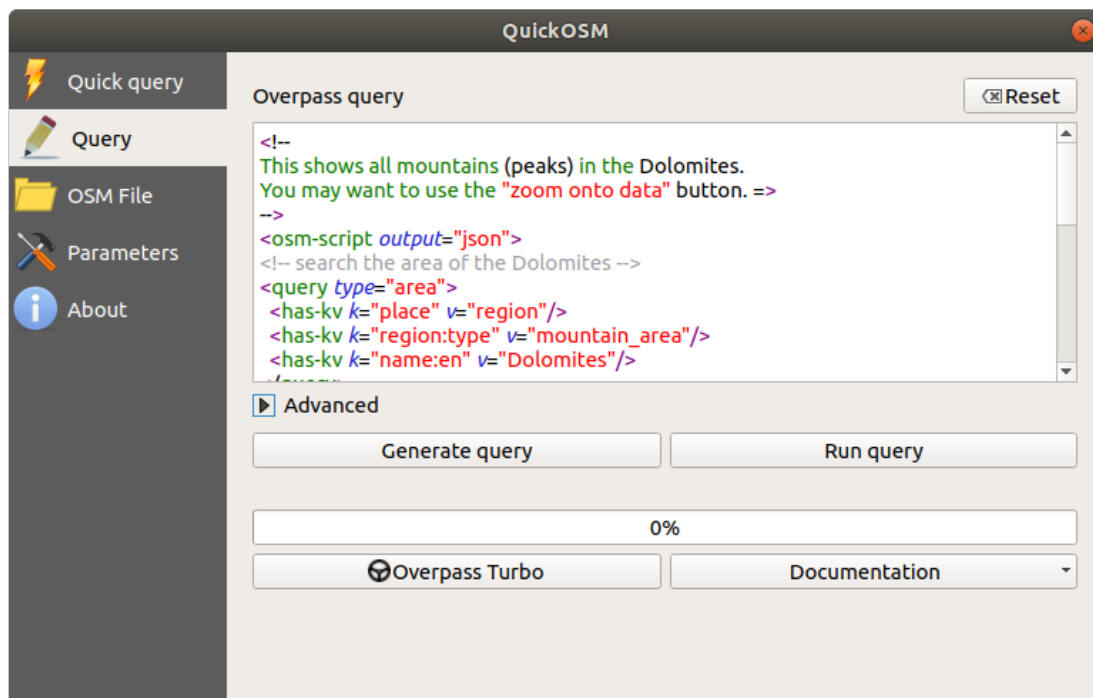 QuickOSM
Quick query
Query
OSM File
Parameters
About
Overpass query
Reset
<!--
This shows all mountains (peaks) in the Dolomites.
You may want to use the "zoom onto data" button. =>
-->
<osm-script output="json">
<!-- search the area of the Dolomites -->
<query type="area">
<has-kv k="place" v="region"/>
<has-kv k="region:type" v="mountain_area"/>
<has-kv k="name:en" v="Dolomites"/>
Advanced
Generate query
Run query
0%
Overpass Turbo
Documentation